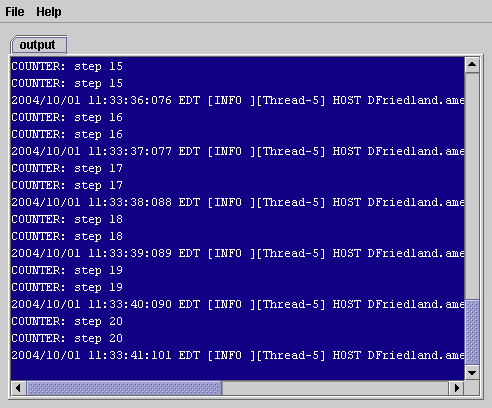 File Help
output
COUNTER: step 15
COUNTER: step 15
2004/10/01 11:33:36:076 EDT [INFO ][Thread-5] HOST DFriedland.ame
COUNTER: step 16
COUNTER: step 16
2004/10/01 11:33:37:077 EDT [INFO ][Thread-5] HOST DFriedland.ame
COUNTER: step 17
COUNTER: step 17
2004/10/01 11:33:38:088 EDT [INFO ][Thread-5] HOST DFriedland.ame
COUNTER: step 18
COUNTER: step 18
2004/10/01 11:33:39:089 EDT [INFO ][Thread-5] HOST DFriedland.ame
COUNTER: step 19
COUNTER: step 19
2004/10/01 11:33:40:090 EDT [INFO ][Thread-5] HOST DFriedland.ame
COUNTER: step 20
COUNTER: step 20
2004/10/01 11:33:41:101 EDT [INFO ][Thread-5] HOST DFriedland.ame